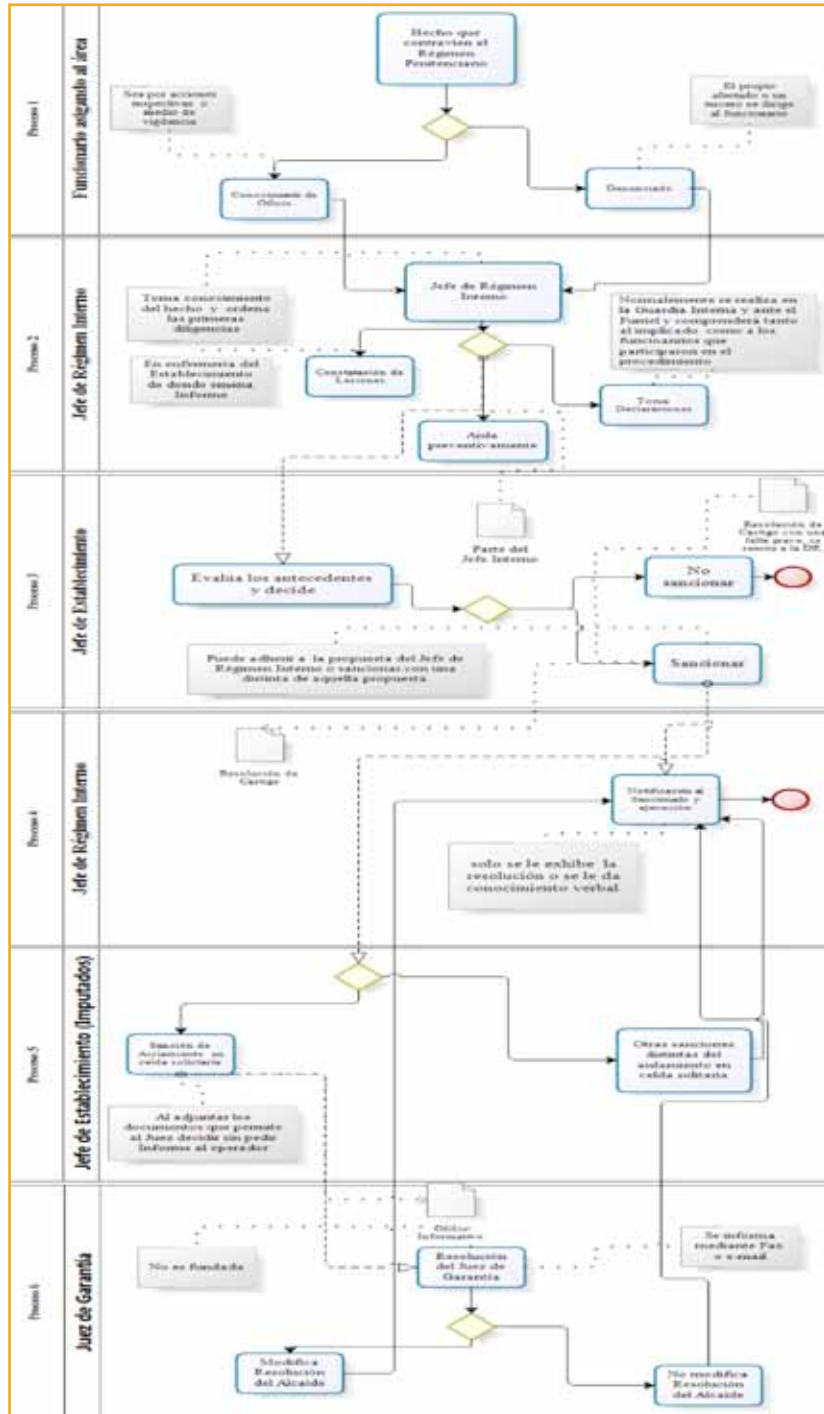 Proceso 1
Funcionario asigando al área
Hecho que
contravien al
Régimen
Penitenciario
Sea por acciones
inspectivas o
medio de
vigilancia
El propio
afectado o un
tercero se dirige
al funcionario
Conocimiento de
Oficio
Denunciado
Proceso 2
Jefe de Régimen Interno
Jefe de Régimen
Interno
Toma conocimiento
del hecho y ordena
las primeras
diligencias
Normalmente se realiza en
la Guardia Interna y ante el
y comprenderá tanto
al implicado como a los
funcionarios que
participaron en el
procedimiento
En enfermería del
Establecimiento
de donde emana
Informe
Constatación de
Lesiones
Toma
Declaraciones
Aisla
preventivamente
Proceso 3
Jefe de Establecimiento
Parte del
Jefe Interno
Resolución de
Castigo con una
falta grave, se
remite a la
Evalúa los antecedentes
y decide
No
sancionar
Puede adherir a la propuesta del Jefe de
Régimen Interno o sancionar con una
distinta de aquella propuesta
Sancionar
Proceso 4
Jefe de Régimen Interno
Resolución de
Castigo
Notificación al
Sancionado y
ejecución
solo se le exhibe la
resolución o se le da
conocimiento verbal
Proceso 5
Jefe de Establecimiento (Imputados)
Sanción de
Aislamiento en
celda solitaria
Otras sanciones
distintas del
aislamiento en
celda solitaria
Al adjuntar los
documentos que permite
al Juez decidir sin pedir
Informe al operador
Proceso 6
Juez de Garantía
Informativo
No es fundada
Resolución
del Juez de
Garantía
Se informa
mediante Fax
o e-mail
Modifica
Resolución
del Alcaide
No modifica
Resolución
del Alcaide